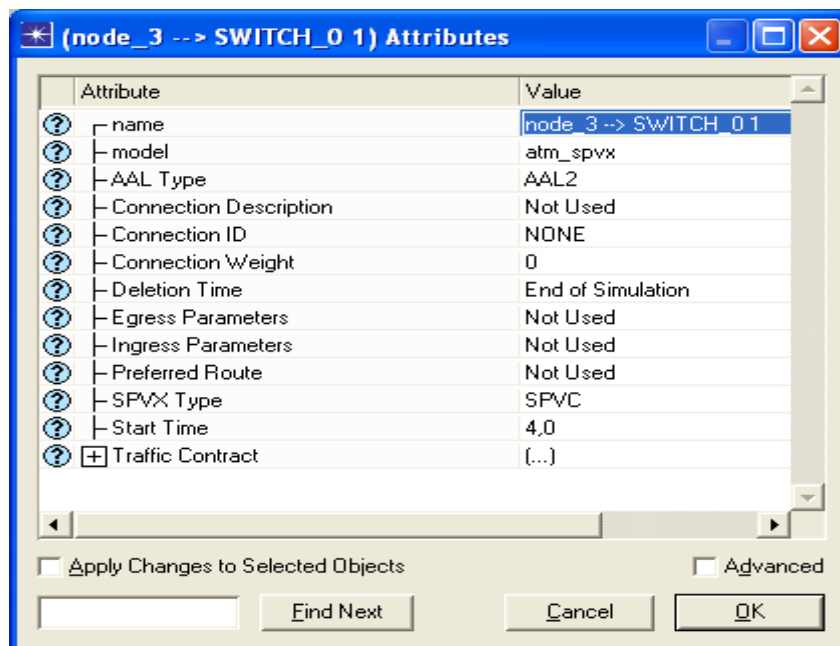 (node_3 --> SWITCH_0 1) Attributes
Attribute Value
name node_3 --> SWITCH_0 1
model atm_spvx
AAL Type AAL2
Connection Description Not Used
Connection ID NONE
Connection Weight 0
Deletion Time End of Simulation
Egress Parameters Not Used
Ingress Parameters Not Used
Preferred Route Not Used
SPVX Type SPVC
Start Time 4,0
Traffic Contract (...)
Apply Changes to Selected Objects Advanced
Find Next Cancel OK